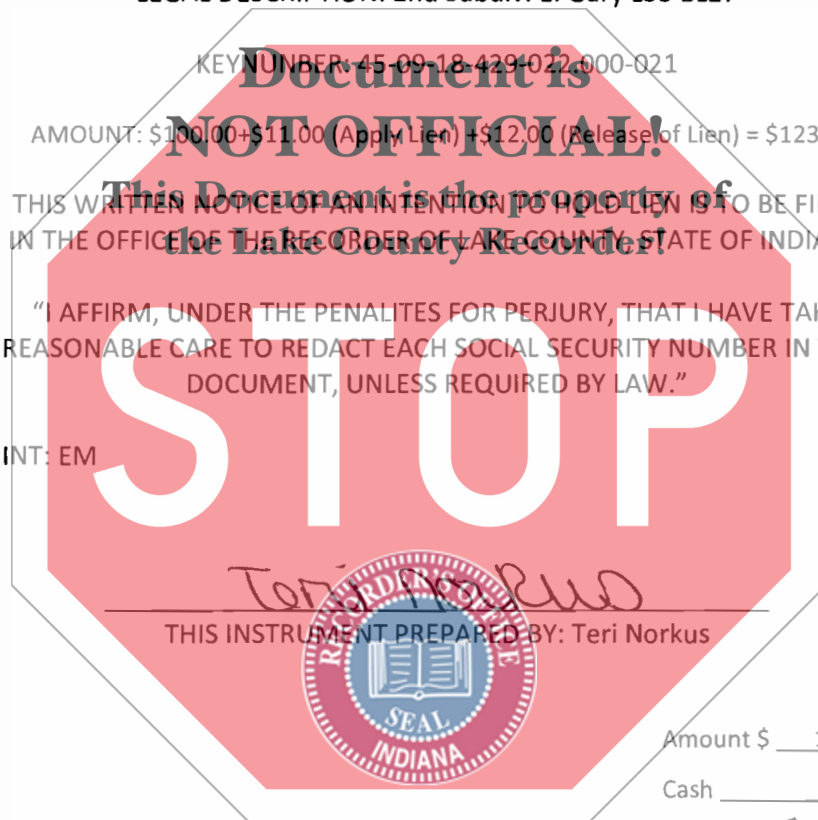 KEYNUNBER: 45-09-18-429-022.000-021
Document is
AMOUNT: $100.00+$11.00 (Apply Lien) +$12.00 (Release of Lien) = $123
NOT OFFICIAL!
This Document is the property of
THIS WRITTEN NOTICE OF AN INTENTION TO HOLD LIEN IS TO BE FI
the Lake County Recorder!
IN THE OFFICE OF THE RECORDER OF LAKE COUNTY, STATE OF INDIA
"I AFFIRM, UNDER THE PENALITES FOR PERJURY, THAT I HAVE TA
REASONABLE CARE TO REDACT EACH SOCIAL SECURITY NUMBER IN
DOCUMENT, UNLESS REQUIRED BY LAW."
STOP
INT: EM
Teri Norkus
THIS INSTRUMENT PREPARED BY: Teri Norkus
RECORDER'S OFFICE
SEAL
INDIANA
Amount $
Cash